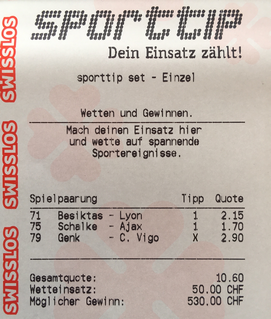 SWISSLOS
SWISSLOS
SWISSLOS
sporttip
Dein Einsatz zählt!
sporttip set - Einzel
Wetten und Gewinnen.
Mach deinen Einsatz hier
und wette auf spannende
Sportereignisse.
Spielpaarung Tipp Quote
71 Besiktas - Lyon 1 2.15
75 Schalke - Ajax 1 1.70
79 Genk - C. Vigo X 2.90
Gesamtquote: 10.60
Wetteinsatz: 50.00 CHF
Möglicher Gewinn: 530.00 CHF